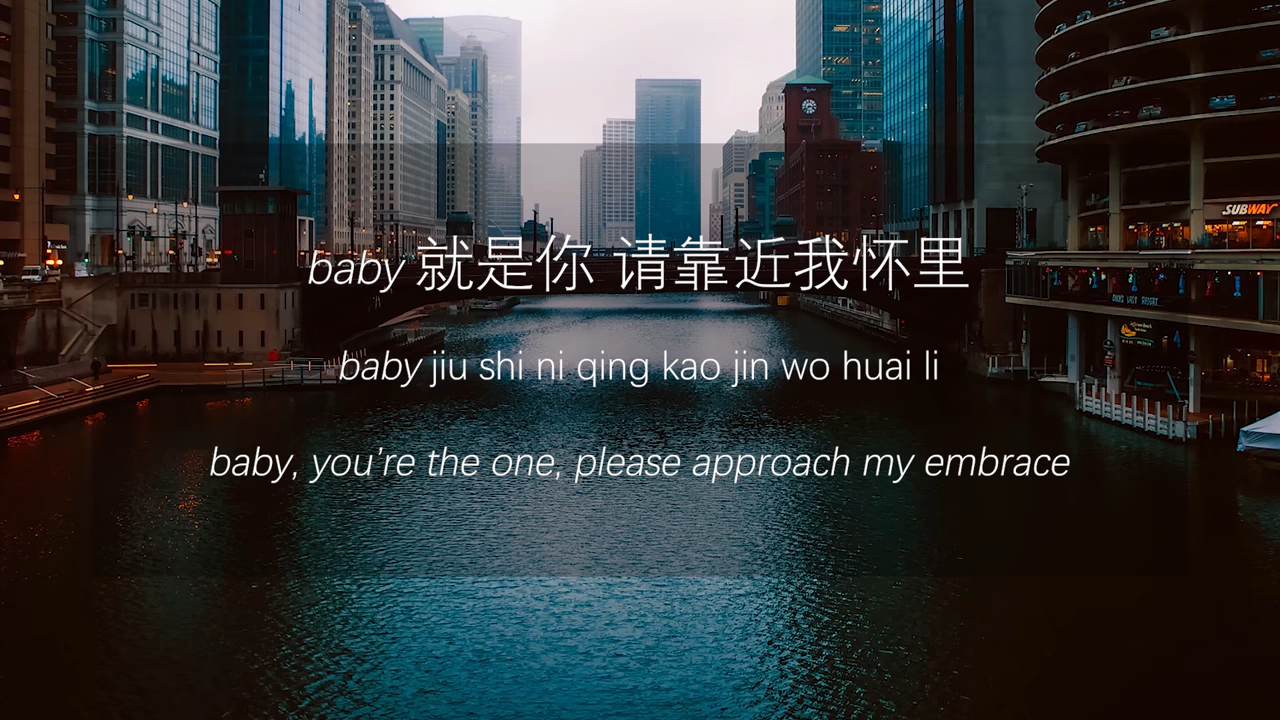 SUBWAY
baby 就是你 请靠近我怀里
baby jiu shi ni qing kao jin wo huai li
baby, you're the one, please approach my embrace